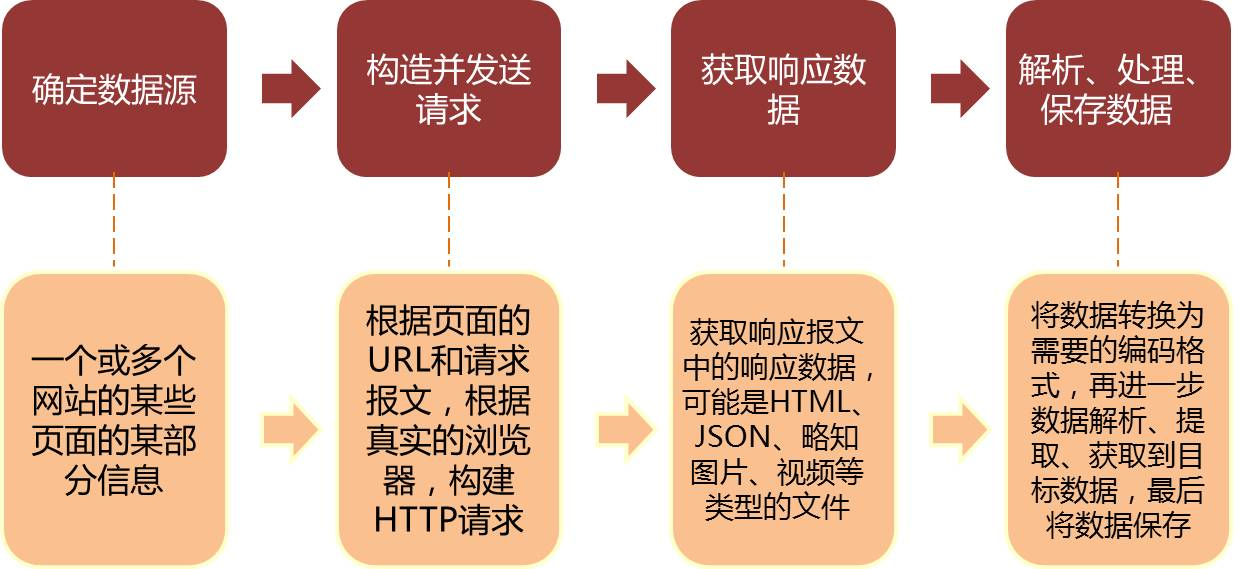 确定数据源
构造并发送
请求
获取响应数
据
解析、处理、
保存数据
一个或多个
网站的某些
页面的某部
分信息
根据页面的
URL和请求
报文，根据
真实的浏览
器，构建
HTTP请求
获取响应报文
中的响应数据，
可能是HTML、
JSON、略知
图片、视频等
类型的文件
将数据转换为
需要的编码格
式，再进一步
数据解析、提
取、获取到目
标数据，最后
将数据保存